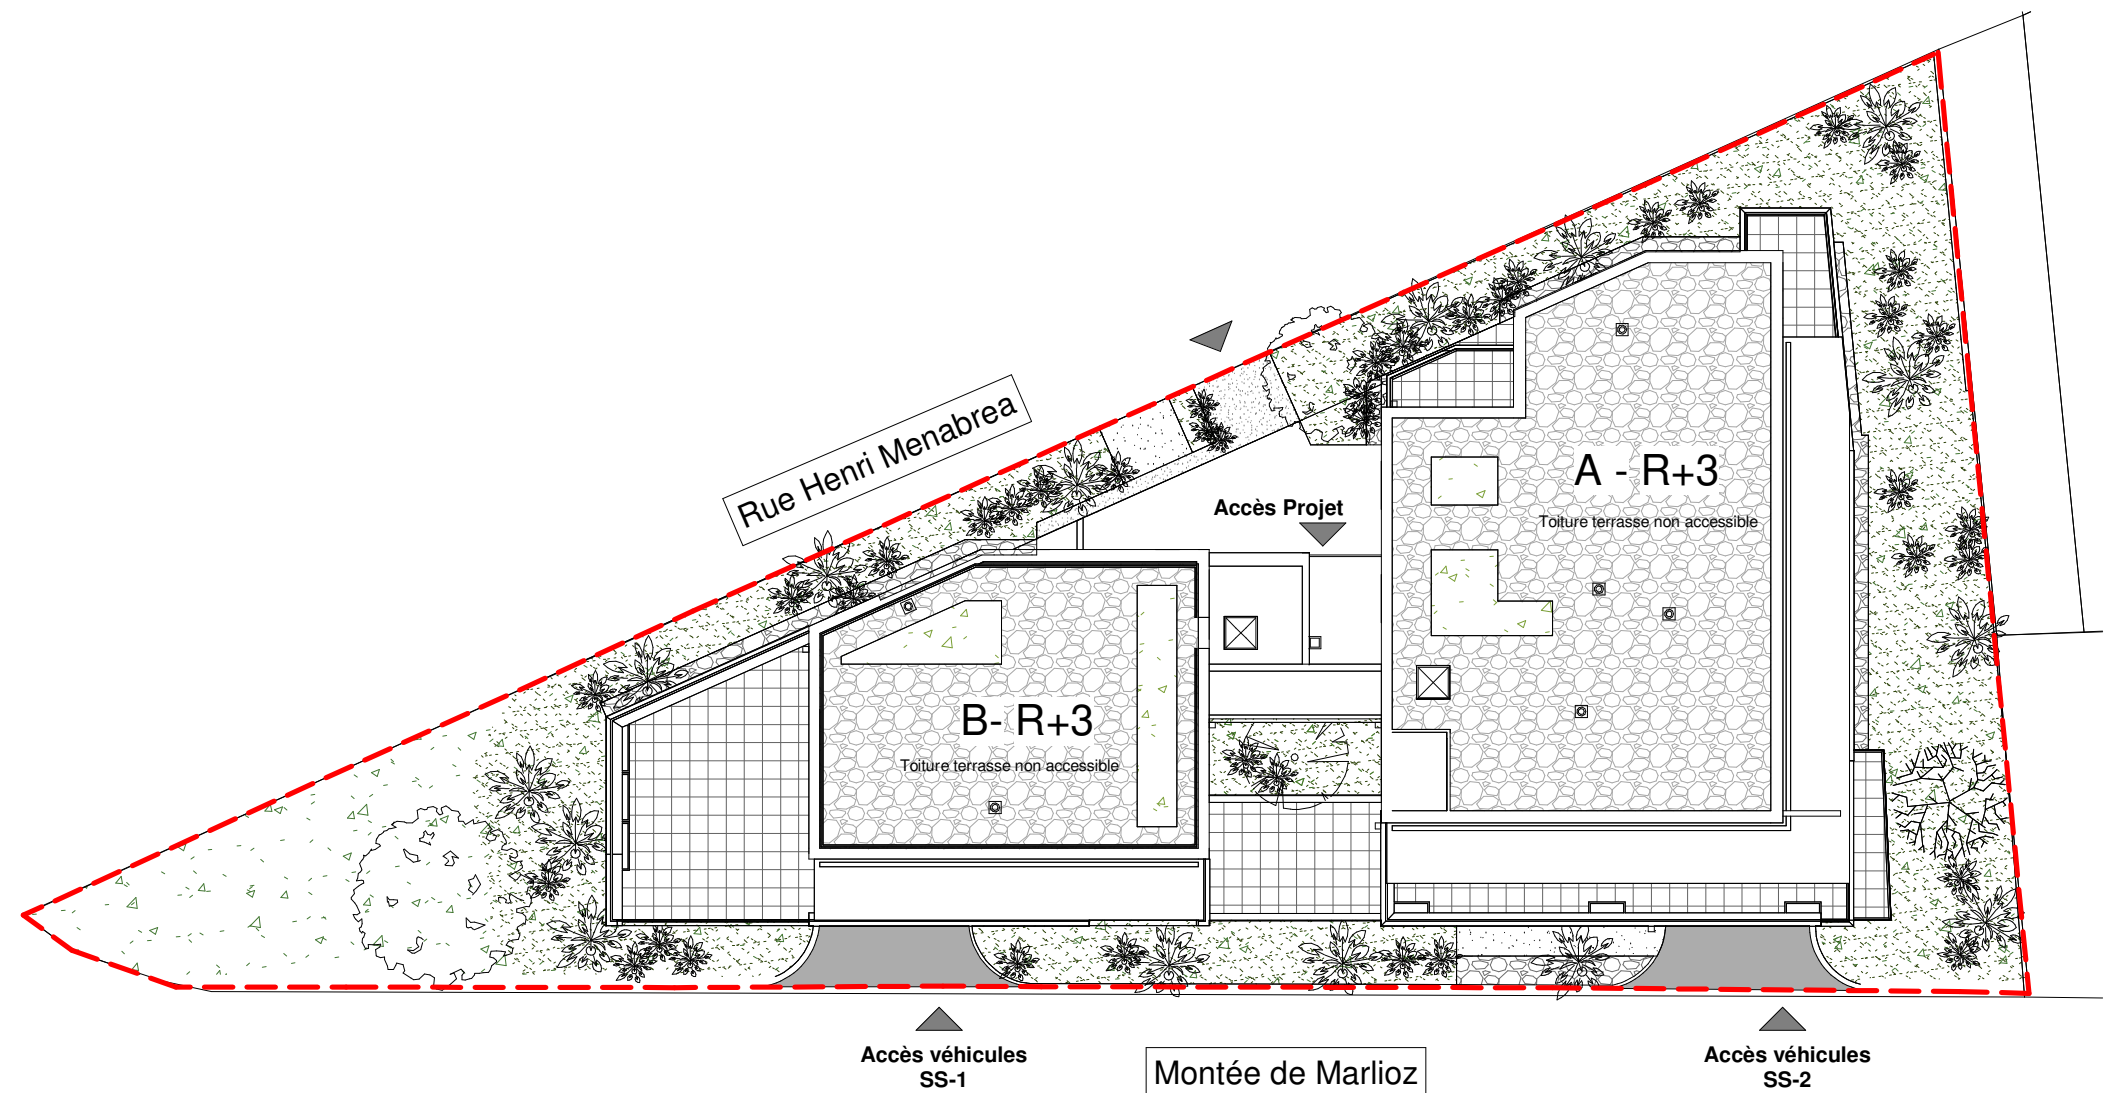 Rue Henri Menabrea
A - R+3
Toiture terrasse non accessible
Accès Projet
B- R+3
Toiture terrasse non accessible
Accès véhicules
SS-1
Montée de Marlioz
Accès véhicules
SS-2